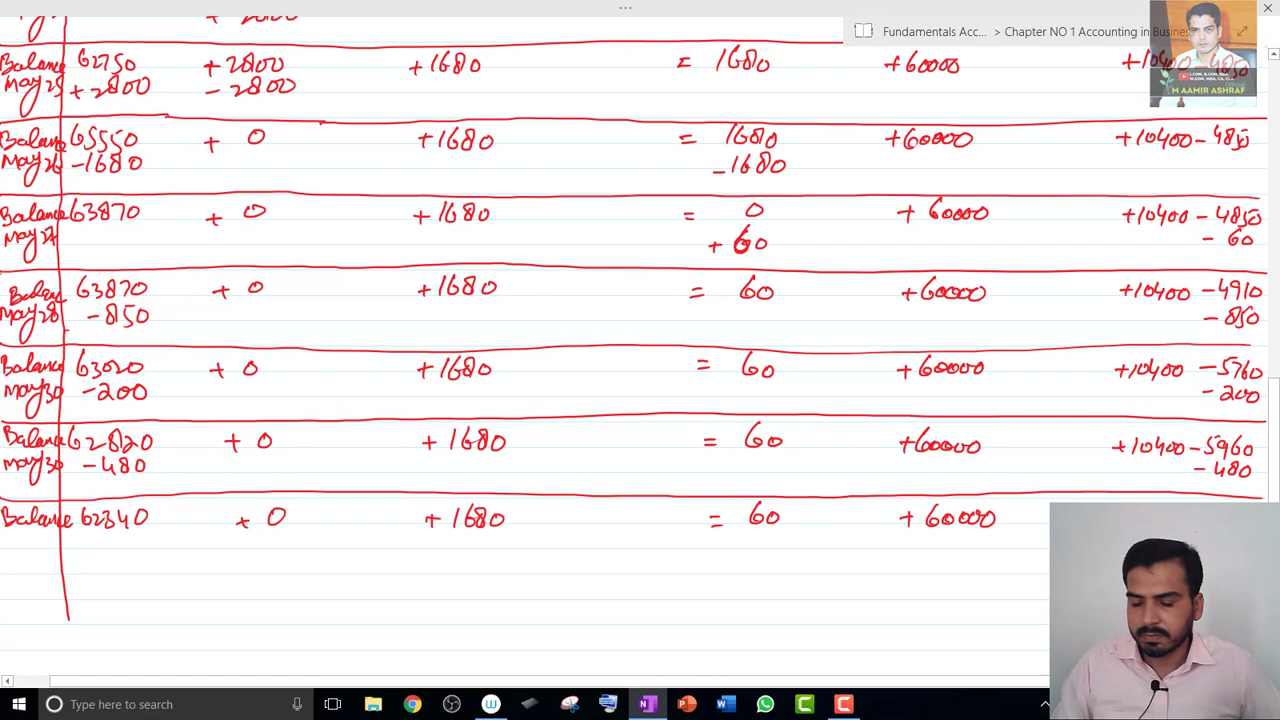 Fundamentals Acc... > Chapter NO 1 Accounting in Busine
+ 2800
Balance 62750 + 2800 + 1680 = 1680 +60000 +10400 - 4850
May 25 + 2800 - 2800
Balance 65550 + 0 +1680 = 1680 +60000 +10400 - 4850
May 26 -1680 -1680
Balance 63870 + 0 +1680 = 0 + 60000 +10400 - 4850
May 27 + 60 - 60
Balance 63870 + 0 +1680 = 60 +60000 +10400 -4910
May 28 -850 -850
Balance 63020 + 0 +1680 = 60 +60000 +10400 -5760
May 30 -200 -200
Balance 62820 + 0 + 1680 = 60 +60000 +10400 -5960
May 30 -480 -480
Balance 62340 + 0 + 1680 = 60 + 60000
M AAMIR ASHRAF
Type here to search